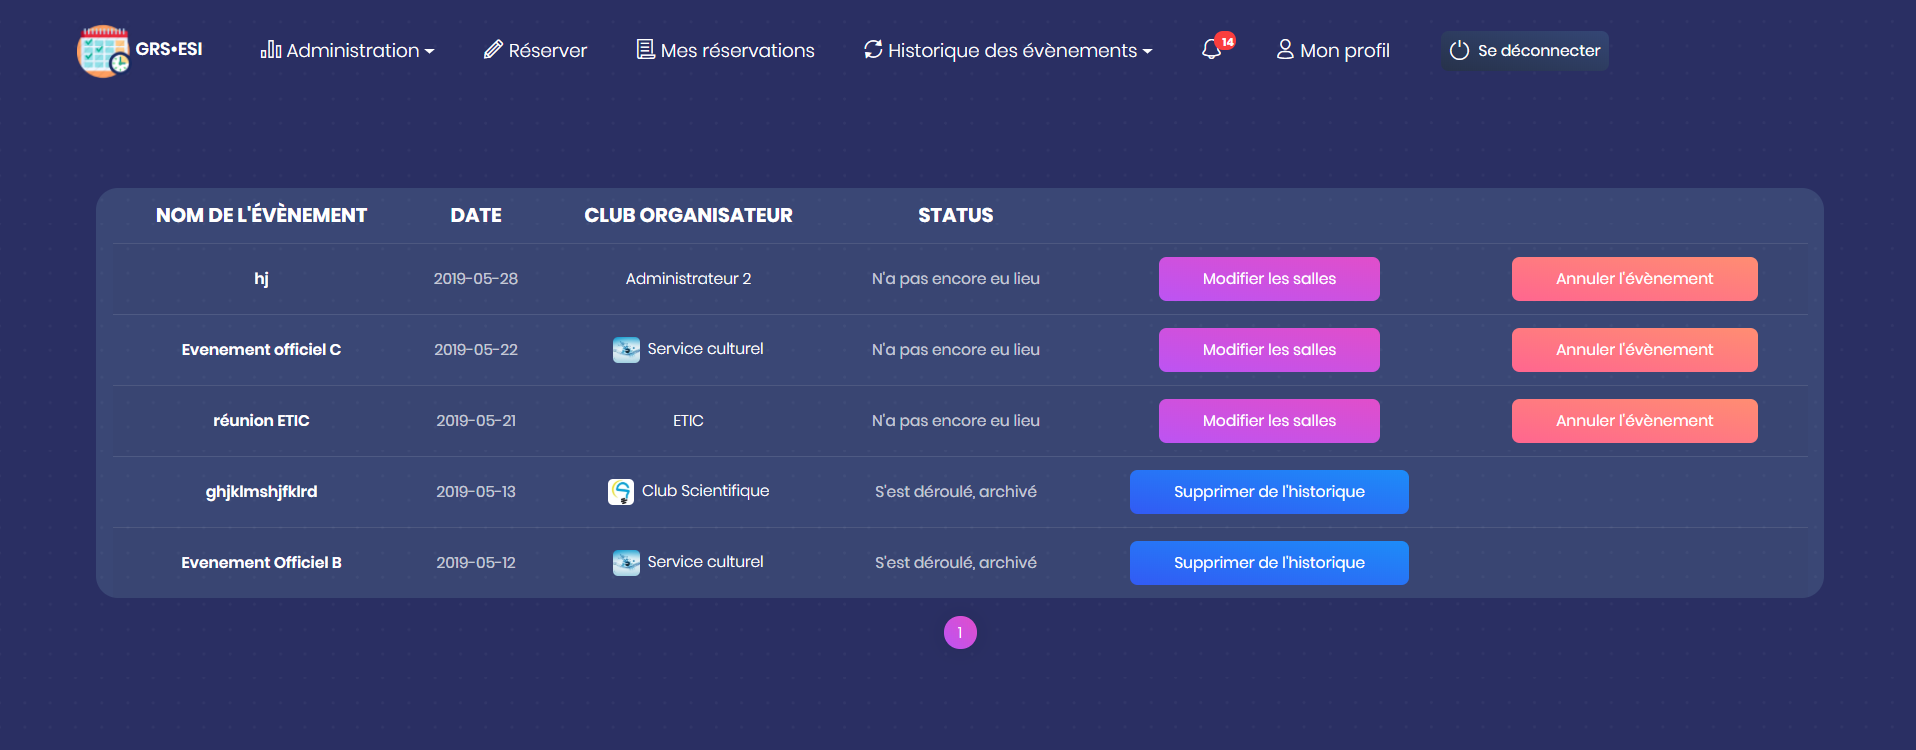 GRS•ESI Administration Réserver Mes réservations Historique des évènements 14 Mon profil Se déconnecter
NOM DE L'ÉVÈNEMENT DATE CLUB ORGANISATEUR STATUS
hj 2019-05-28 Administrateur 2 N'a pas encore eu lieu Modifier les salles Annuler l'évènement
Evenement officiel C 2019-05-22 Service culturel N'a pas encore eu lieu Modifier les salles Annuler l'évènement
réunion ETIC 2019-05-21 ETIC N'a pas encore eu lieu Modifier les salles Annuler l'évènement
ghjklmshjfklrd 2019-05-13 Club Scientifique S'est déroulé, archivé Supprimer de l'historique
Evenement Officiel B 2019-05-12 Service culturel S'est déroulé, archivé Supprimer de l'historique
1